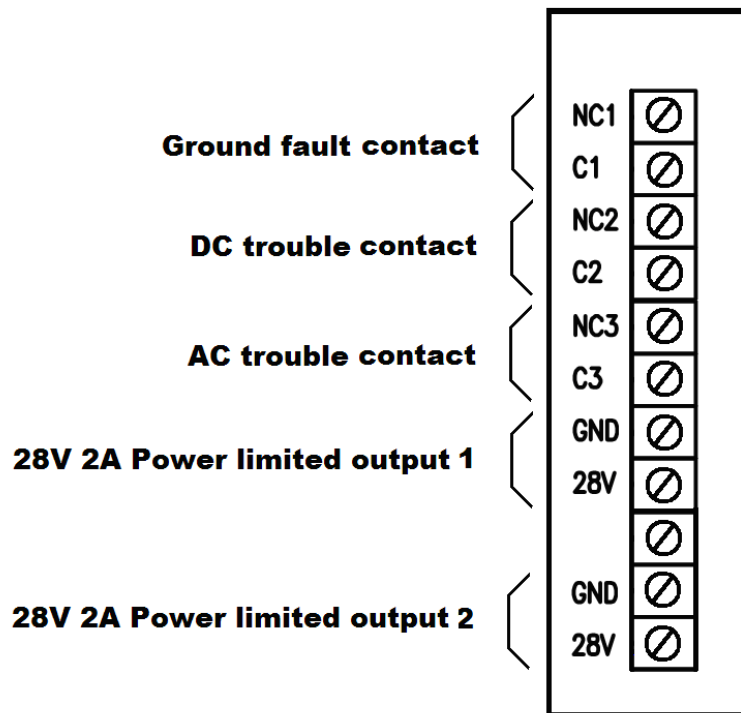 Ground fault contact
NC1
C1
DC trouble contact
NC2
C2
AC trouble contact
NC3
C3
28V 2A Power limited output 1
GND
28V
28V 2A Power limited output 2
GND
28V